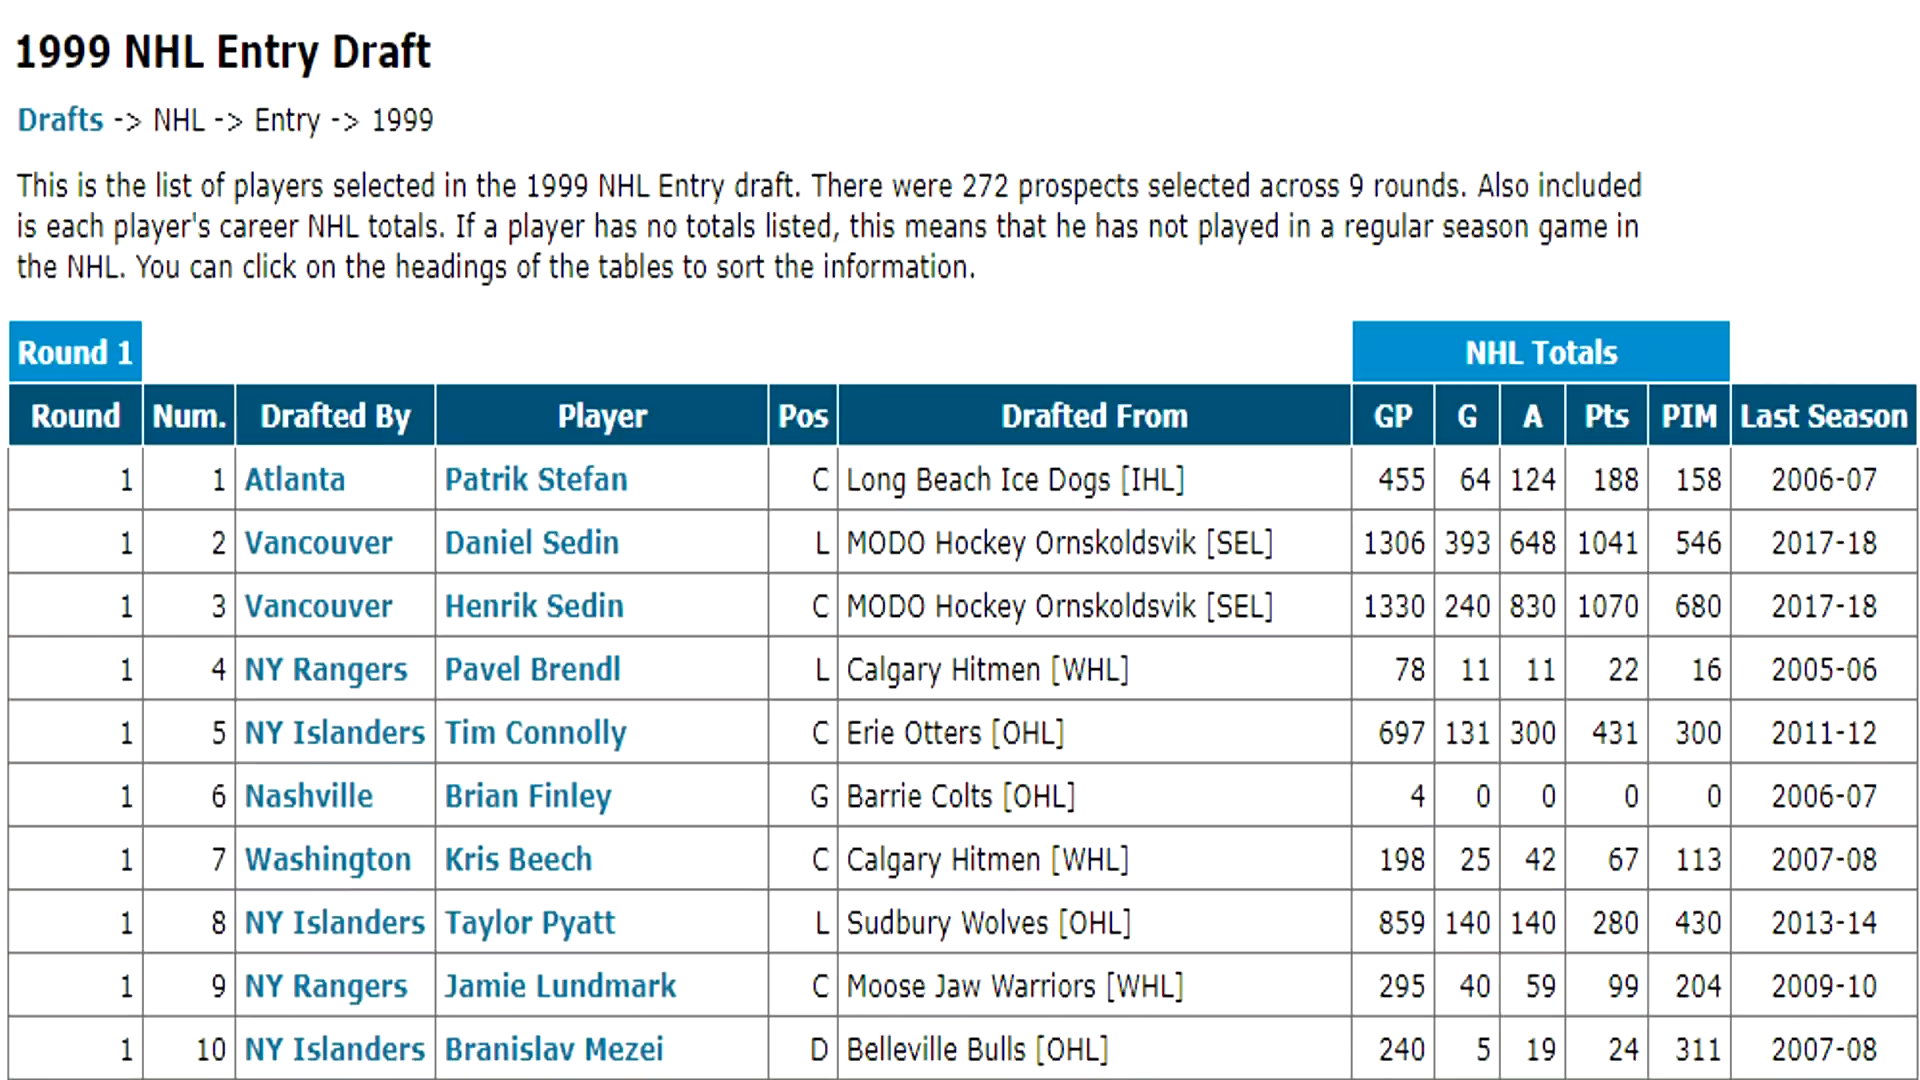 1999 NHL Entry Draft
Drafts -> NHL -> Entry -> 1999
This is the list of players selected in the 1999 NHL Entry draft. There were 272 prospects selected across 9 rounds. Also included
is each player's career NHL totals. If a player has no totals listed, this means that he has not played in a regular season game in
the NHL. You can click on the headings of the tables to sort the information.
Round 1 NHL Totals
Round Num. Drafted By Player Pos Drafted From GP G A Pts PIM Last Season
1 1 Atlanta Patrik Stefan C Long Beach Ice Dogs [IHL] 455 64 124 188 158 2006-07
1 2 Vancouver Daniel Sedin L MODO Hockey Ornskoldsvik [SEL] 1306 393 648 1041 546 2017-18
1 3 Vancouver Henrik Sedin C MODO Hockey Ornskoldsvik [SEL] 1330 240 830 1070 680 2017-18
1 4 NY Rangers Pavel Brendl L Calgary Hitmen [WHL] 78 11 11 22 16 2005-06
1 5 NY Islanders Tim Connolly C Erie Otters [OHL] 697 131 300 431 300 2011-12
1 6 Nashville Brian Finley G Barrie Colts [OHL] 4 0 0 0 0 2006-07
1 7 Washington Kris Beech C Calgary Hitmen [WHL] 198 25 42 67 113 2007-08
1 8 NY Islanders Taylor Pyatt L Sudbury Wolves [OHL] 859 140 140 280 430 2013-14
1 9 NY Rangers Jamie Lundmark C Moose Jaw Warriors [WHL] 295 40 59 99 204 2009-10
1 10 NY Islanders Branislav Mezei D Belleville Bulls [OHL] 240 5 19 24 311 2007-08